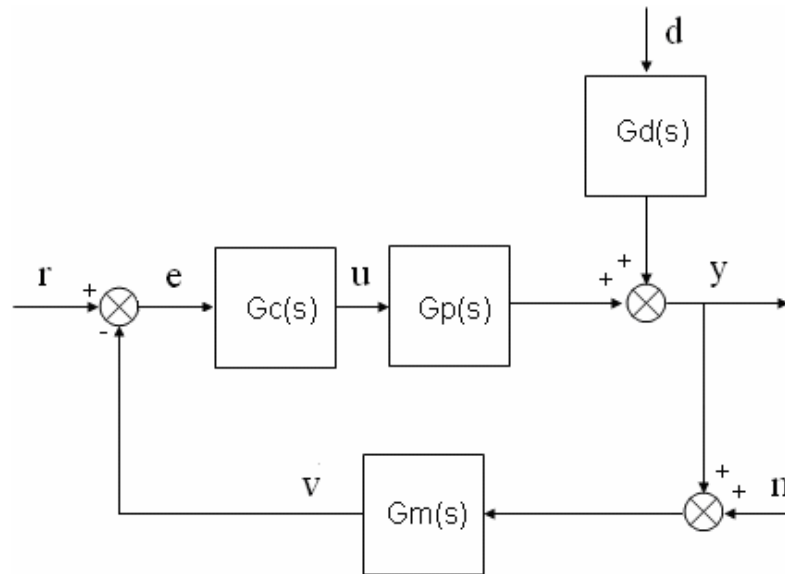 d
Gd(s)
r
+
e
Gc(s)
u
Gp(s)
+
+
y
-
v
Gm(s)
+
+
n